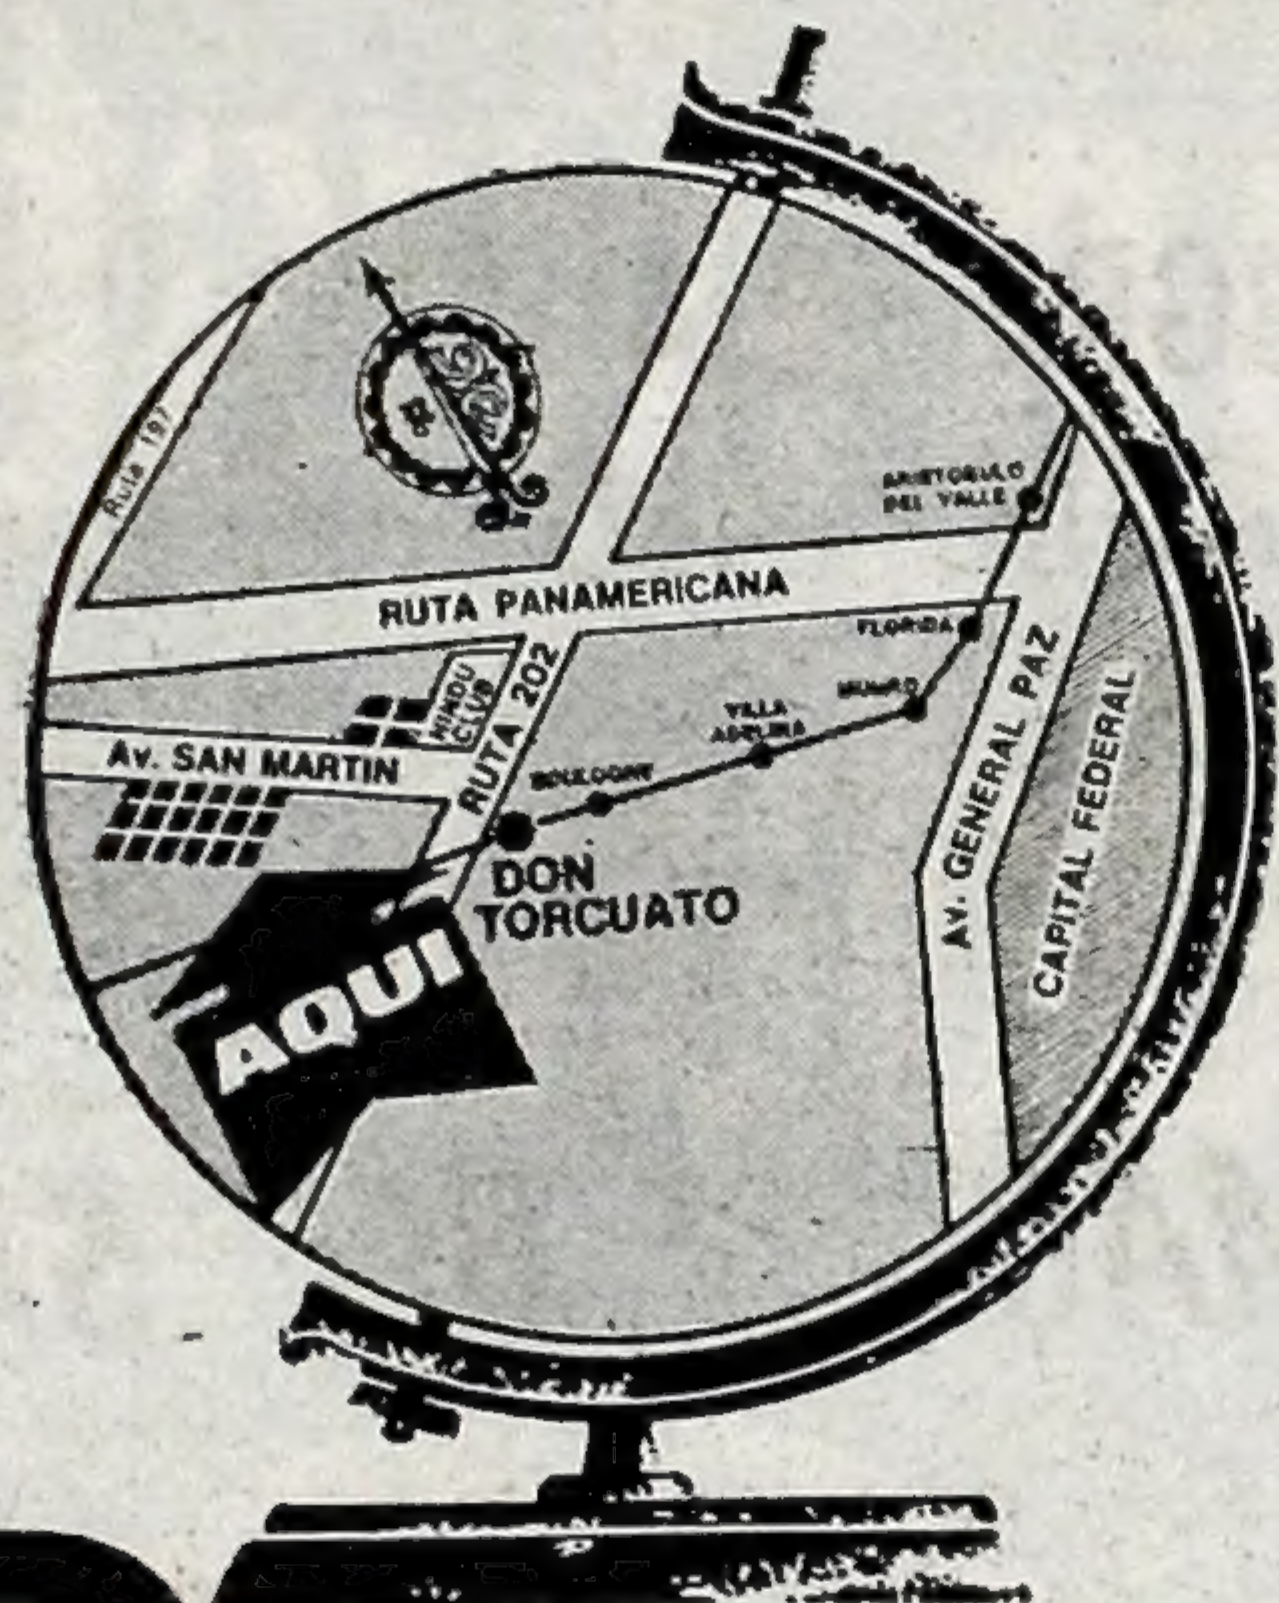 Ruta 197
ARISTOBULO
DEL VALLE
RUTA PANAMERICANA
FLORIDA
MUNRO
VILLA
ADELINA
BOULOGNE
HINDU
CLUB
RUTA 202
Av. SAN MARTIN
DON
TORCUATO
AQUI
Av. GENERAL PAZ
CAPITAL FEDERAL